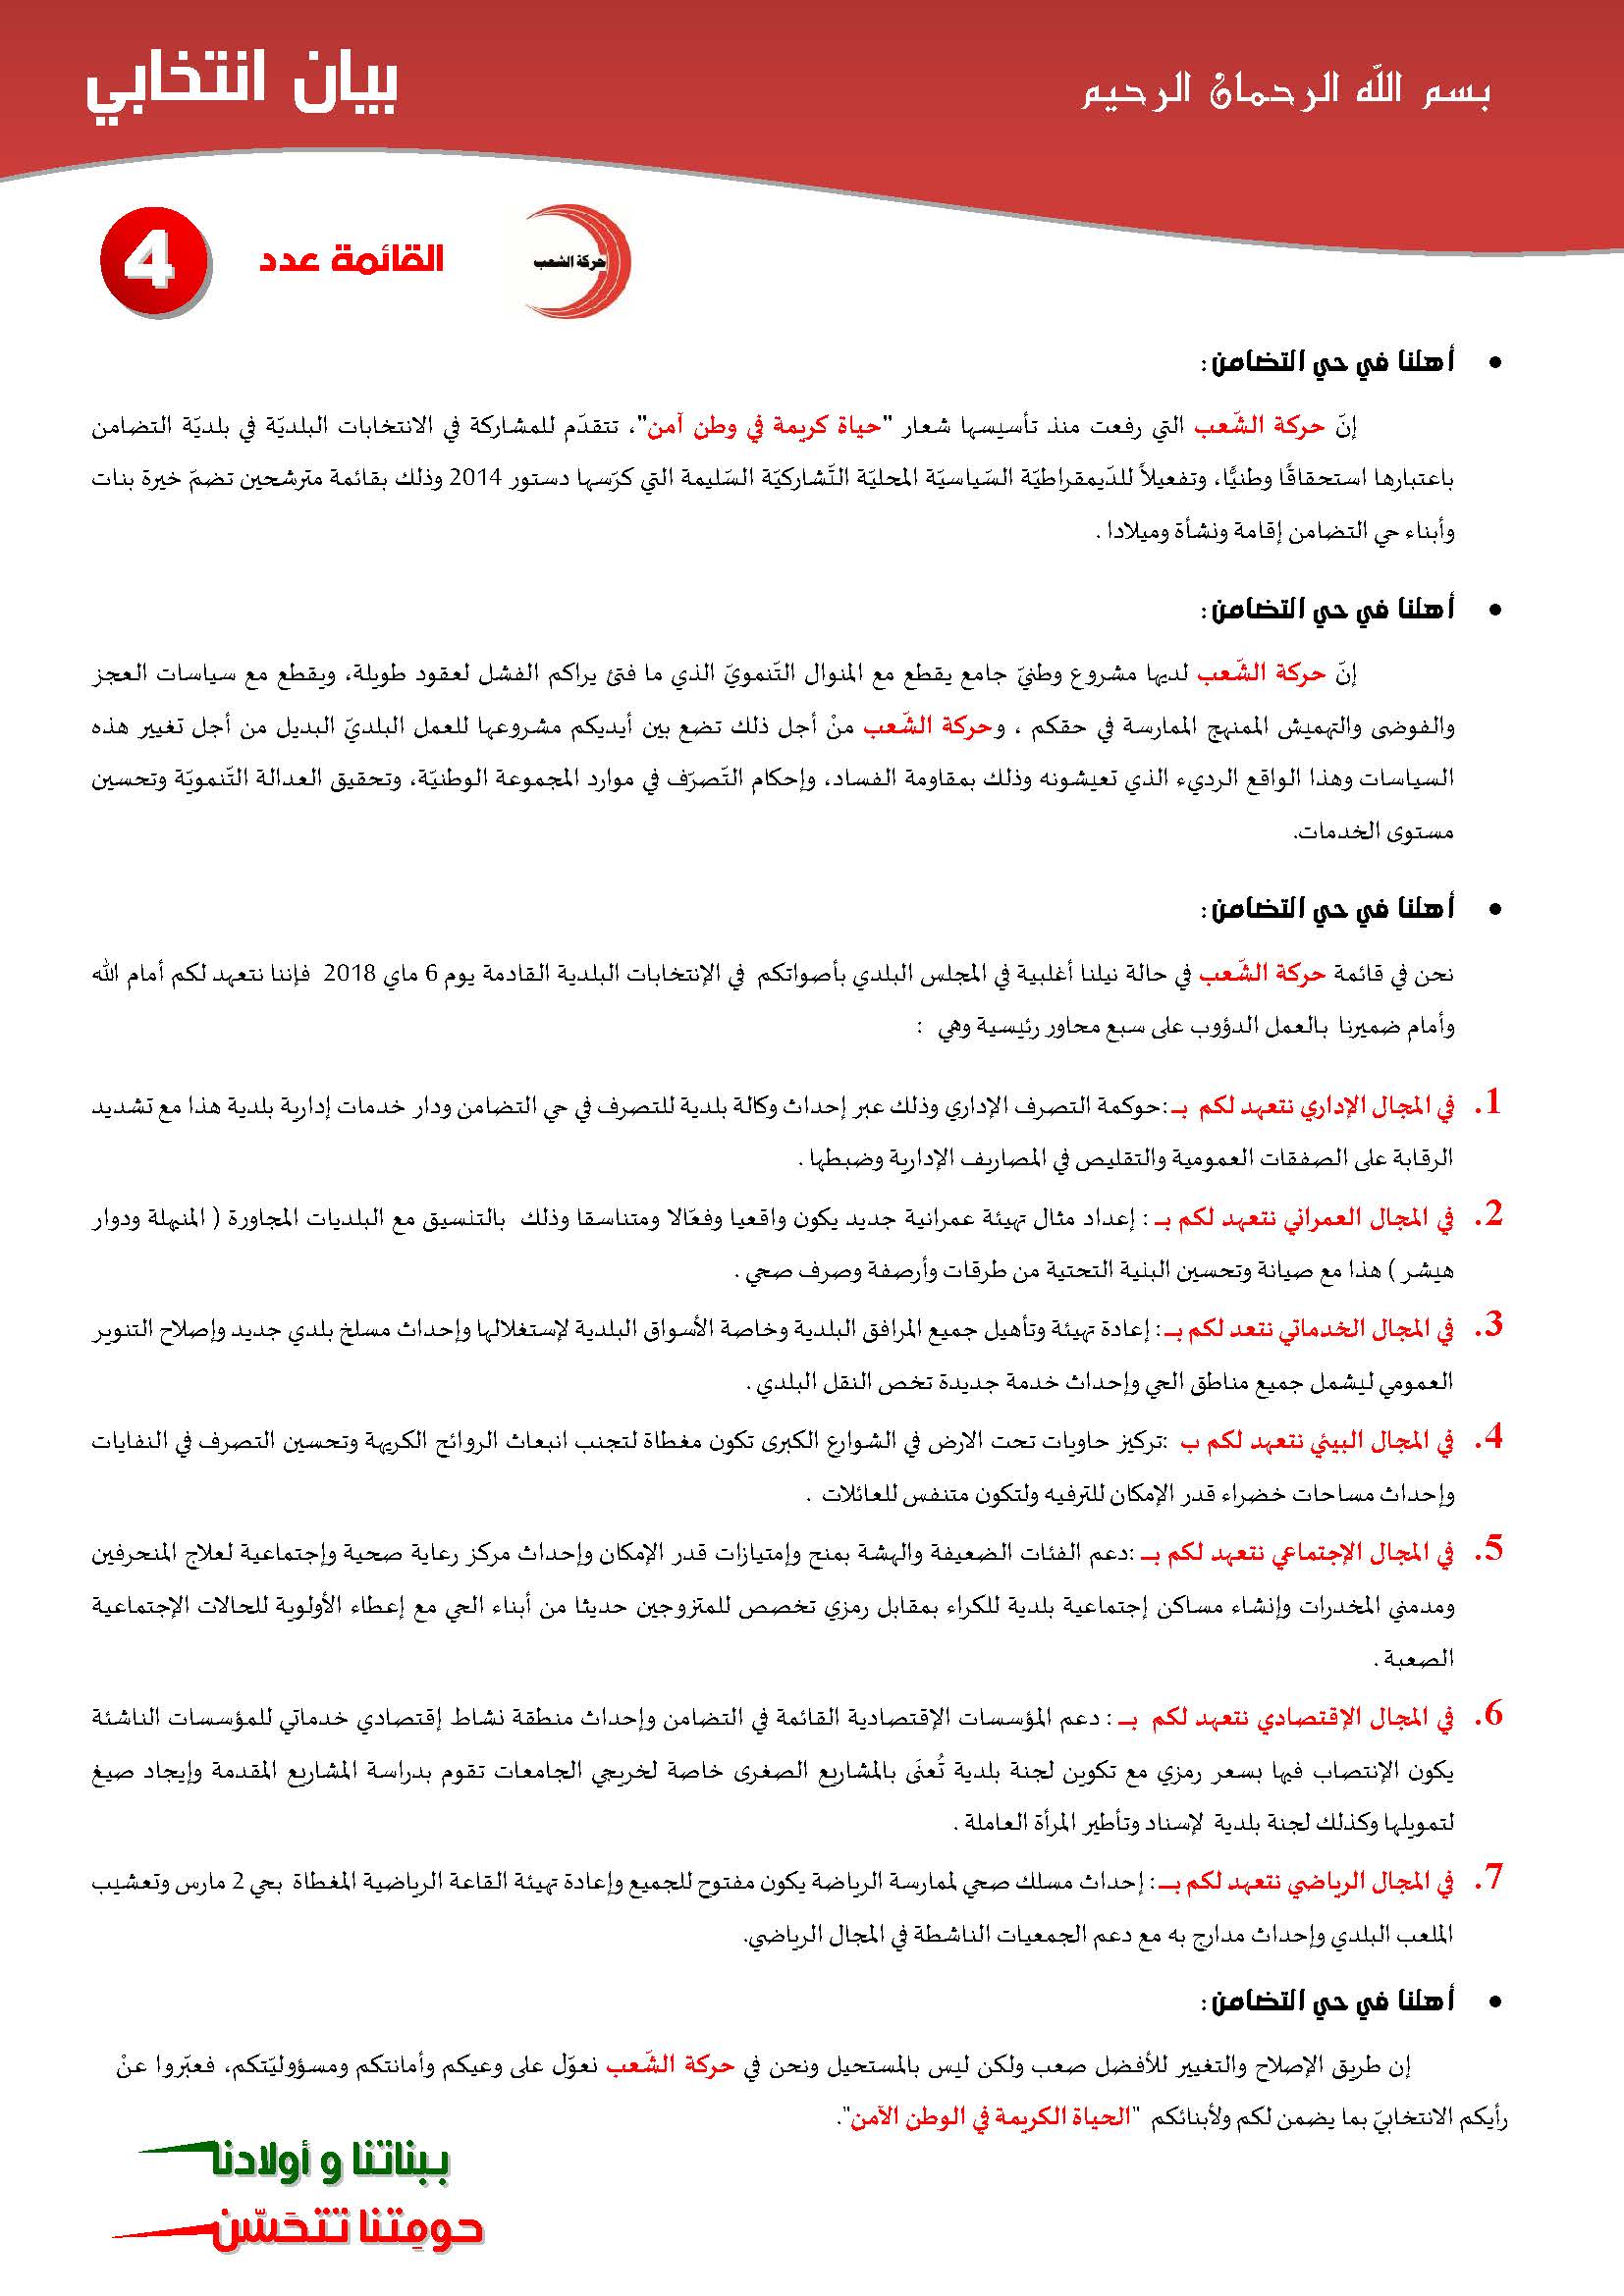 بسم الله الرحمان الرحيم
بيان انتخابي
حركة الشعب
القائمة عدد
4
• أهلنا في حي التضامن:
إنّ حركة الشّعب التي رفعت منذ تأسيسها شعار "حياة كريمة في وطن آمن"، تتقدّم للمشاركة في الانتخابات البلديّة في بلديّة التضامن
باعتبارها استحقاقًا وطنيًّا، وتفعيلاً للدّيمقراطيّة السّياسيّة المحليّة التّشاركيّة السّليمة التي كرّسها دستور 2014 وذلك بقائمة مترشحين تضمّ خيرة بنات
وأبناء حي التضامن إقامة ونشأة وميلادا .
• أهلنا في حي التضامن:
إنّ حركة الشّعب لديها مشروع وطنيّ جامع يقطع مع المنوال التّنمويّ الذي ما فتئ يراكم الفشل لعقود طويلة، ويقطع مع سياسات العجز
والفوضى والتهميش الممنهج الممارسة في حقكم ، وحركة الشّعب منْ أجل ذلك تضع بين أيديكم مشروعها للعمل البلديّ البديل من أجل تغيير هذه
السياسات وهذا الواقع الرديء الذي تعيشونه وذلك بمقاومة الفساد، وإحكام التّصرّف في موارد المجموعة الوطنيّة، وتحقيق العدالة التّنمويّة وتحسين
مستوى الخدمات.
• أهلنا في حي التضامن:
نحن في قائمة حركة الشّعب في حالة نيلنا أغلبية في المجلس البلدي بأصواتكم في الإنتخابات البلدية القادمة يوم 6 ماي 2018 فإننا نتعهد لكم أمام الله
وأمام ضميرنا بالعمل الدؤوب على سبع محاور رئيسية وهي :
1. في المجال الإداري نتعهد لكم بـ :حوكمة التصرف الإداري وذلك عبر إحداث وكالة بلدية للتصرف في حي التضامن ودار خدمات إدارية بلدية هذا مع تشديد
الرقابة على الصفقات العمومية والتقليص في المصاريف الإدارية وضبطها .
2. في المجال العمراني نتعهد لكم بـ : إعداد مثال تهيئة عمرانية جديد يكون واقعيا وفعّالا ومتناسقا وذلك بالتنسيق مع البلديات المجاورة ( المنيهلة ودوار
هيشر ) هذا مع صيانة وتحسين البنية التحتية من طرقات وأرصفة وصرف صحي .
3. في المجال الخدماتي نتعد لكم بـ : إعادة تهيئة وتأهيل جميع المرافق البلدية وخاصة الأسواق البلدية لإستغلالها وإحداث مسلخ بلدي جديد وإصلاح التنوير
العمومي ليشمل جميع مناطق الحي وإحداث خدمة جديدة تخص النقل البلدي .
4. في المجال البيئي نتعهد لكم ب :تركيز حاويات تحت الارض في الشوارع الكبرى تكون مغطاة لتجنب انبعاث الروائح الكريهة وتحسين التصرف في النفايات
وإحداث مساحات خضراء قدر الإمكان للترفيه ولتكون متنفس للعائلات .
5. في المجال الإجتماعي نتعهد لكم بـ :دعم الفئات الضعيفة والهشة بمنح وإمتيازات قدر الإمكان وإحداث مركز رعاية صحية وإجتماعية لعلاج المنحرفين
ومدمني المخدرات وإنشاء مساكن إجتماعية بلدية للكراء بمقابل رمزي تخصص للمتزوجين حديثا من أبناء الحي مع إعطاء الأولوية للحالات الإجتماعية
الصعبة .
6. في المجال الإقتصادي نتعهد لكم بـ : دعم المؤسسات الإقتصادية القائمة في التضامن وإحداث منطقة نشاط إقتصادي خدماتي للمؤسسات الناشئة
يكون الإنتصاب فيها بسعر رمزي مع تكوين لجنة بلدية تُعنَى بالمشاريع الصغرى خاصة لخريجي الجامعات تقوم بدراسة المشاريع المقدمة وإيجاد صيغ
لتمويلها وكذلك لجنة بلدية لإسناد وتأطير المرأة العاملة .
7. في المجال الرياضي نتعهد لكم بـ : إحداث مسلك صحي لممارسة الرياضة يكون مفتوح للجميع وإعادة تهيئة القاعة الرياضية المغطاة بحي 2 مارس وتعشيب
الملعب البلدي وإحداث مدارج به مع دعم الجمعيات الناشطة في المجال الرياضي.
• أهلنا في حي التضامن:
إن طريق الإصلاح والتغيير للأفضل صعب ولكن ليس بالمستحيل ونحن في حركة الشّعب نعوّل على وعيكم وأمانتكم ومسؤوليّتكم، فعبّروا عنْ
رأيكم الانتخابيّ بما يضمن لكم ولأبنائكم "الحياة الكريمة في الوطن الآمن".
ببناتنا و أولادنا
حومِتنا تتحَسّن